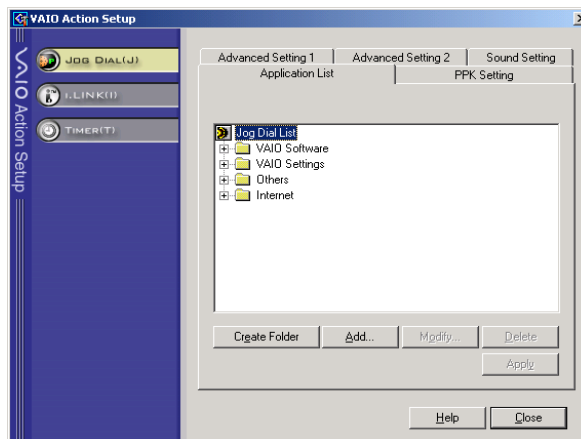 VAIO Action Setup
VAIO Action Setup
JOG DIAL(J)
i.LINK(I)
TIMER(T)
Advanced Setting 1
Advanced Setting 2
Sound Setting
Application List
PPK Setting
Jog Dial List
VAIO Software
VAIO Settings
Others
Internet
Create Folder
Add...
Modify...
Delete
Apply
Help
Close